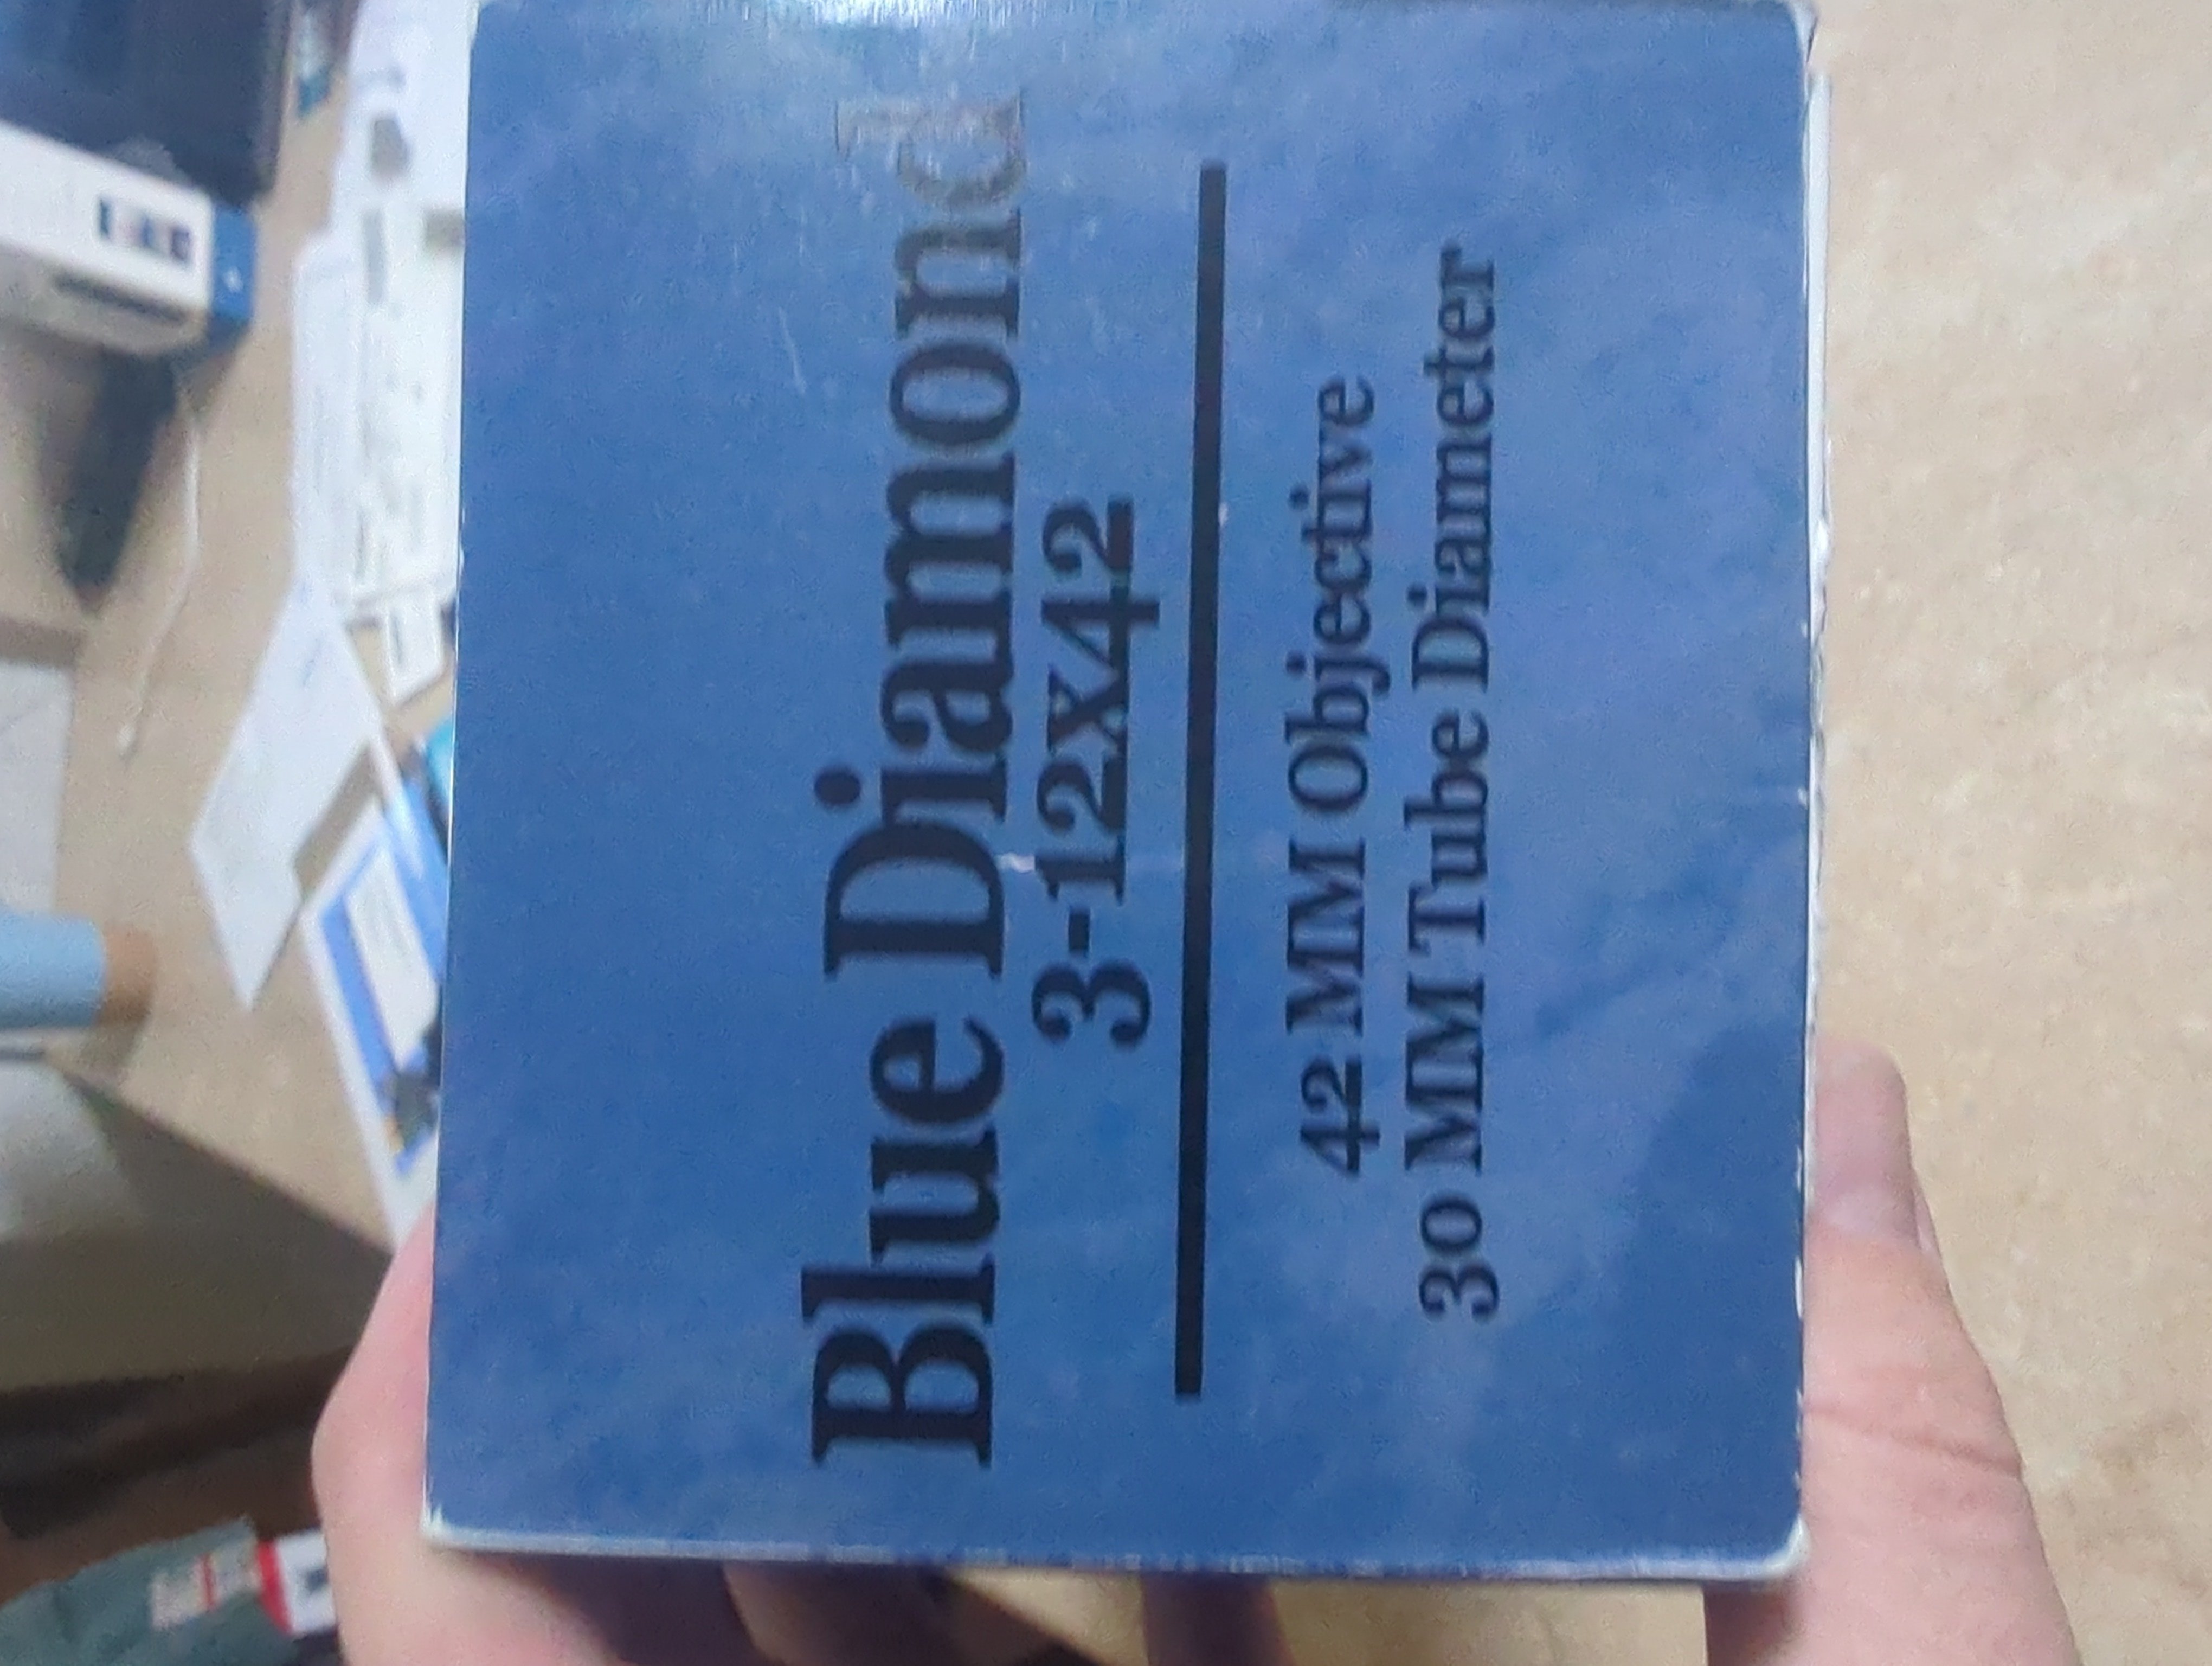 Blue Diamond
3-12X42
42 MM Objective
30 MM Tube Diameter